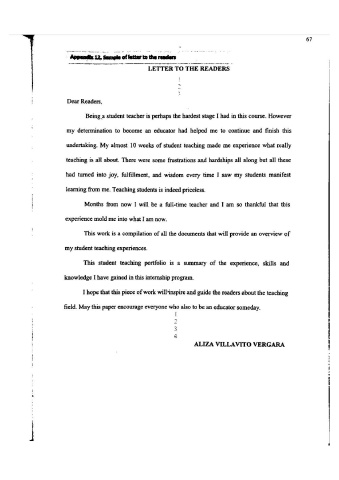 67
Appendix 12. Sample of letter to the readers
LETTER TO THE READERS
1
2
3
Dear Readers,
Being a student teacher is perhaps the hardest stage I had in this course. However
my determination to become an educator had helped me to continue and finish this
undertaking. My almost 10 weeks of student teaching made me experience what really
teaching is all about. There were some frustrations and hardships all along but all these
had turned into joy, fulfillment, and wisdom every time I saw my students manifest
learning from me. Teaching students is indeed priceless.
Months from now I will be a full-time teacher and I am so thankful that this
experience mold me into what I am now.
This work is a compilation of all the documents that will provide an overview of
my student teaching experiences.
This student teaching portfolio is a summary of the experience, skills and
knowledge I have gained in this internship program.
I hope that this piece of work will inspire and guide the readers about the teaching
field. May this paper encourage everyone who also to be an educator someday.
1
2
3
4
ALIZA VILLAVITO VERGARA